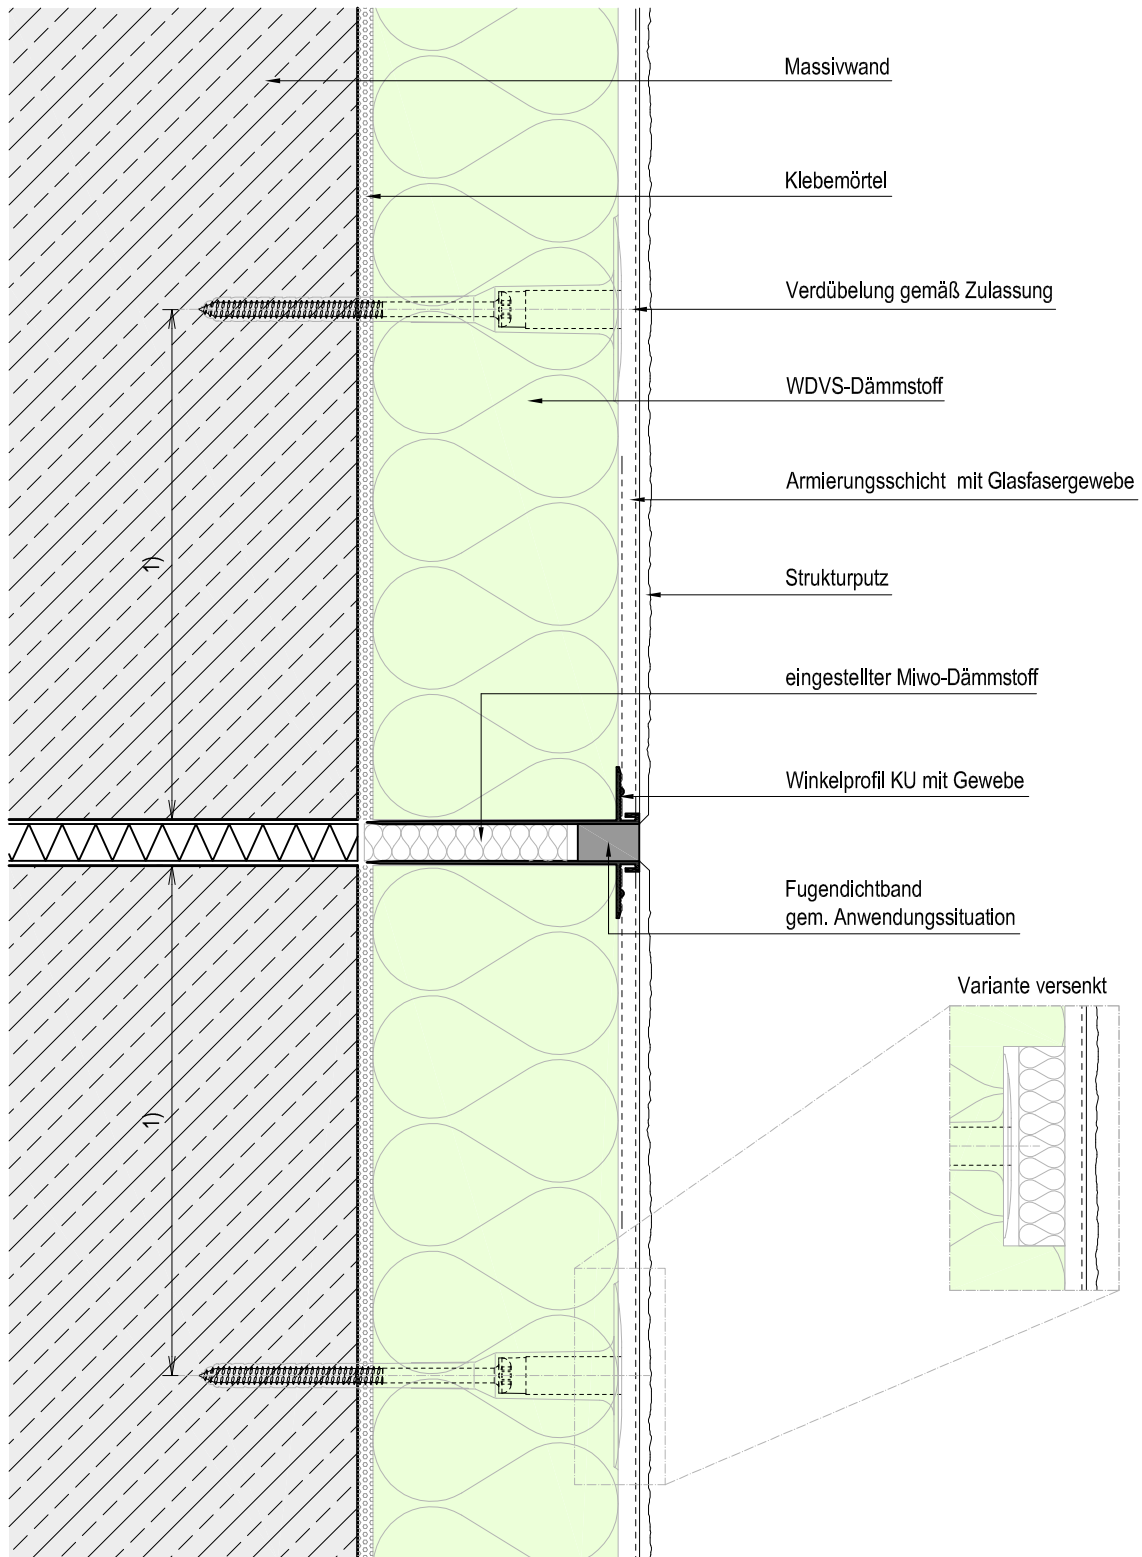 Massivwand
Klebemörtel
Verdübelung gemäß Zulassung
WDVS-Dämmstoff
Armierungsschicht mit Glasfasergewebe
1)
Strukturputz
eingestellter Miwo-Dämmstoff
Winkelprofil KU mit Gewebe
Fugendichtband
gem. Anwendungssituation
Variante versenkt
1)